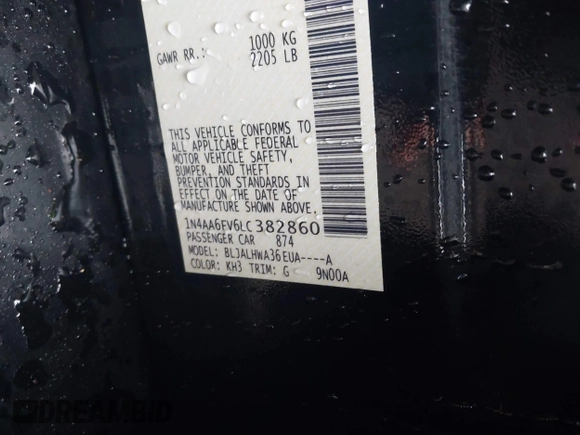 GAWR RR.: 1000 KG
2205 LB
THIS VEHICLE CONFORMS TO
ALL APPLICABLE FEDERAL
MOTOR VEHICLE SAFETY,
BUMPER, AND THEFT
PREVENTION STANDARDS IN
EFFECT ON THE DATE OF
MANUFACTURE SHOWN ABOVE.
1N4AA6EV6LC382860
PASSENGER CAR 874
MODEL: BLJALHWA36EUA----A
COLOR: KH3 TRIM: G 9N00A
DREAMBID